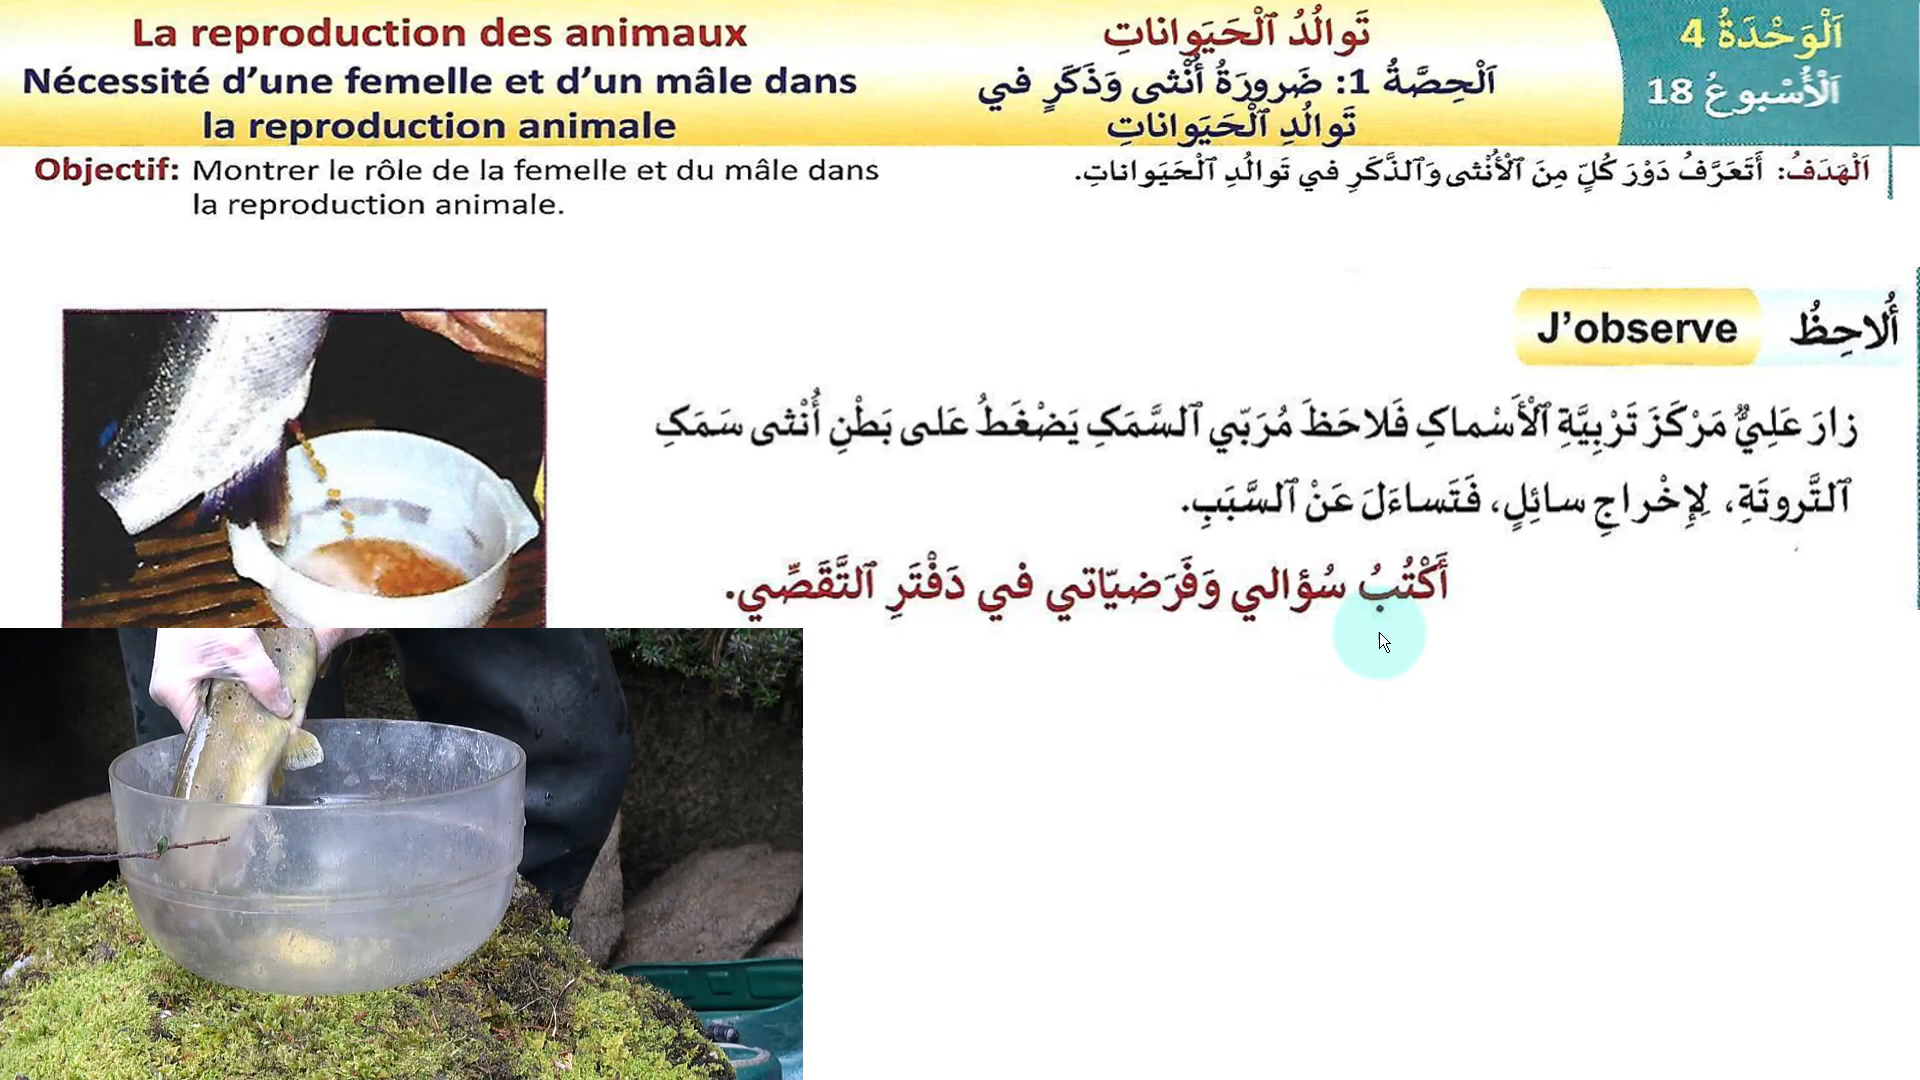 La reproduction des animaux
Nécessité d’une femelle et d’un mâle dans
la reproduction animale
تَوالُدُ ٱلْحَيَواناتِ
اَلْحِصَّةُ 1: ضَرورَةُ أُنْثى وَذَكَرٍ في
تَوالُدِ ٱلْحَيَواناتِ
اَلْوَحْدَةُ 4
اَلْأُسْبوعُ 18
Objectif: Montrer le rôle de la femelle et du mâle dans
la reproduction animale.
اَلْهَدَفُ: أَتَعَرَّفُ دَوْرَ كُلٍّ مِنَ ٱلْأُنْثى وَٱلذَّكَرِ في تَوالُدِ ٱلْحَيَواناتِ.
J’observe
أُلاحِظُ
زارَ عَلِيٌّ مَرْكَزَ تَرْبِيَّةِ ٱلْأَسْماكِ فَلاحَظَ مُرَبّي ٱلسَّمَكِ يَضْغَطُ عَلى بَطْنِ أُنْثى سَمَكِ
ٱلتَّروتَةِ، لِإِخْراجِ سائِلٍ، فَتَساءَلَ عَنْ ٱلسَّبَبِ.
أَكْتُبُ سُؤالي وَفَرَضيّاتي في دَفْتَرِ ٱلتَّقَصّي.